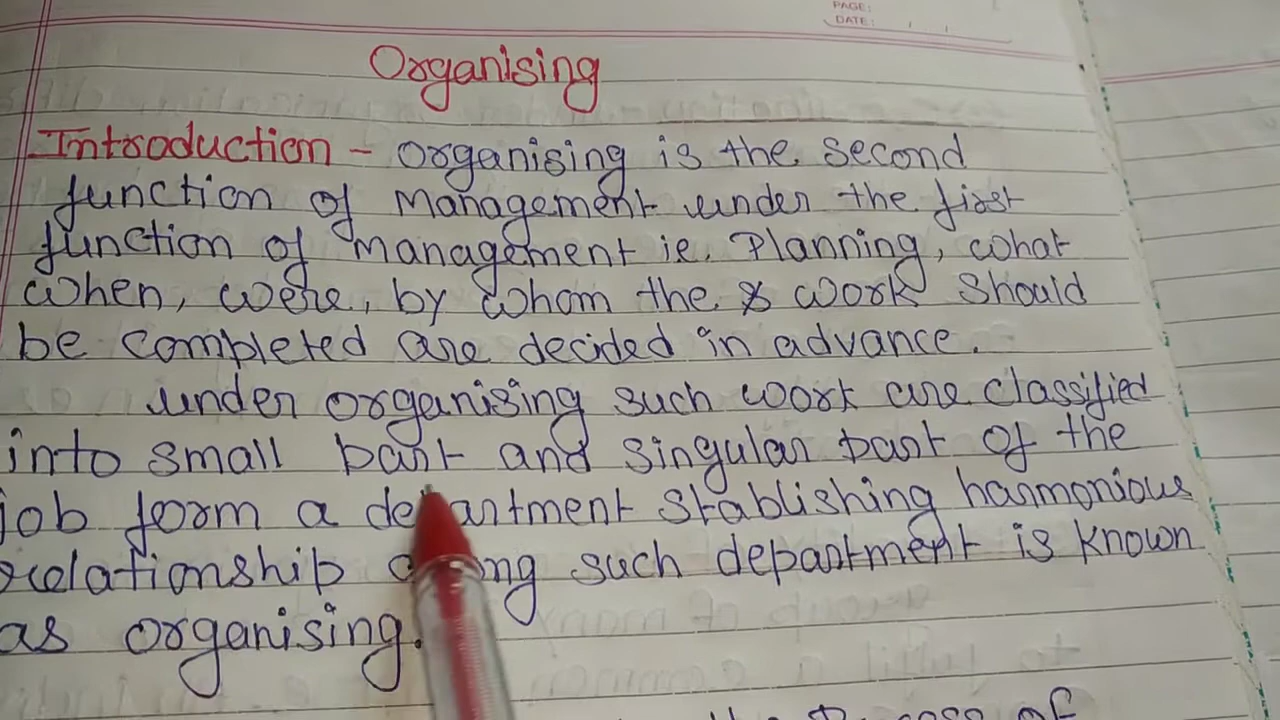 PAGE:
DATE:
Organising
Introduction - Organising is the second
function of Management under the first
function of Management ie. Planning, what
when, were, by whom the work should
be completed are decided in advance.
under organising such work are classified
into small part and singular part of the
job form a department stablishing harmonious
relationship among such department is known
as organising.
of